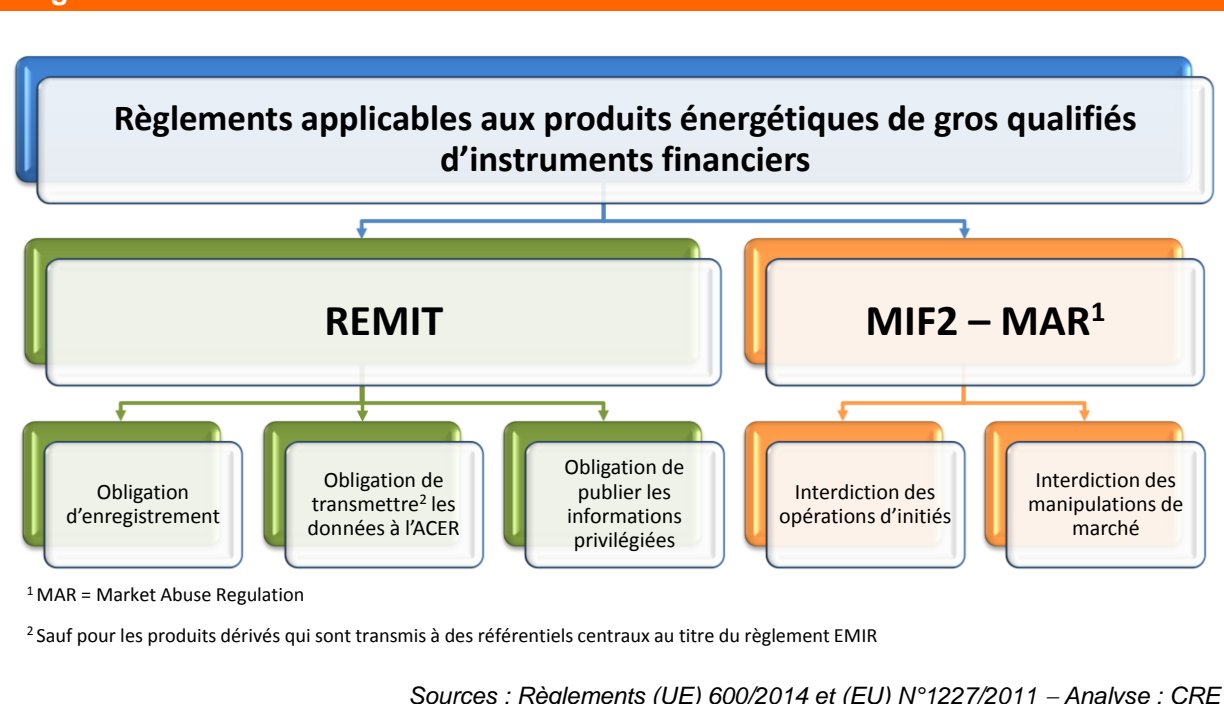 Règlements applicables aux produits énergétiques de gros qualifiés
d’instruments financiers
REMIT
MIF2 – MAR¹
Obligation
d’enregistrement
Obligation de
transmettre² les
données à l’ACER
Obligation de
publier les
informations
privilégiées
Interdiction des
opérations d’initiés
Interdiction des
manipulations de
marché
¹ MAR = Market Abuse Regulation
² Sauf pour les produits dérivés qui sont transmis à des référentiels centraux au titre du règlement EMIR
Sources : Règlements (UE) 600/2014 et (EU) N°1227/2011 – Analyse : CRE